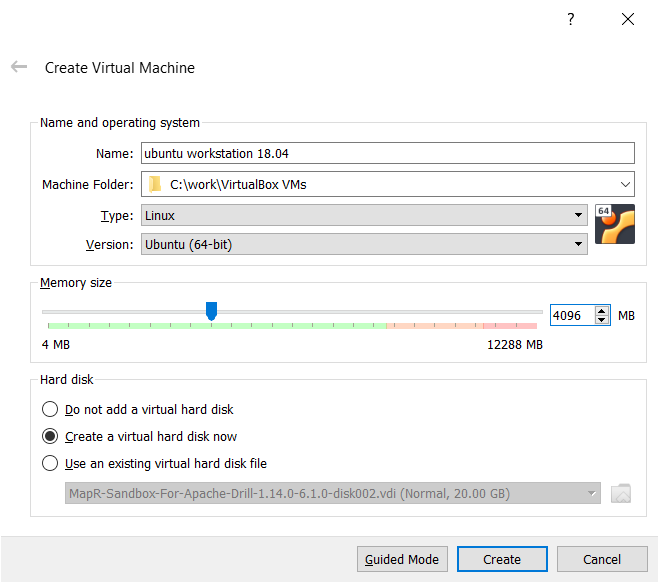 ?
Create Virtual Machine
Name and operating system
Name: ubuntu workstation 18.04
Machine Folder: C:\work\VirtualBox VMs
Type: Linux
64
Version: Ubuntu (64-bit)
Memory size
4096 MB
4 MB 12288 MB
Hard disk
Do not add a virtual hard disk
Create a virtual hard disk now
Use an existing virtual hard disk file
MapR-Sandbox-For-Apache-Drill-1.14.0-6.1.0-disk002.vdi (Normal, 20.00 GB)
Guided Mode Create Cancel